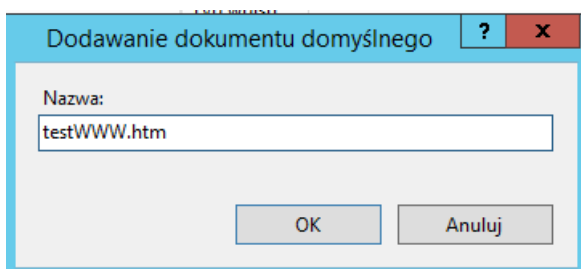 Dodawanie dokumentu domyślnego
? x
Nazwa:
testWWW.htm
OK Anuluj